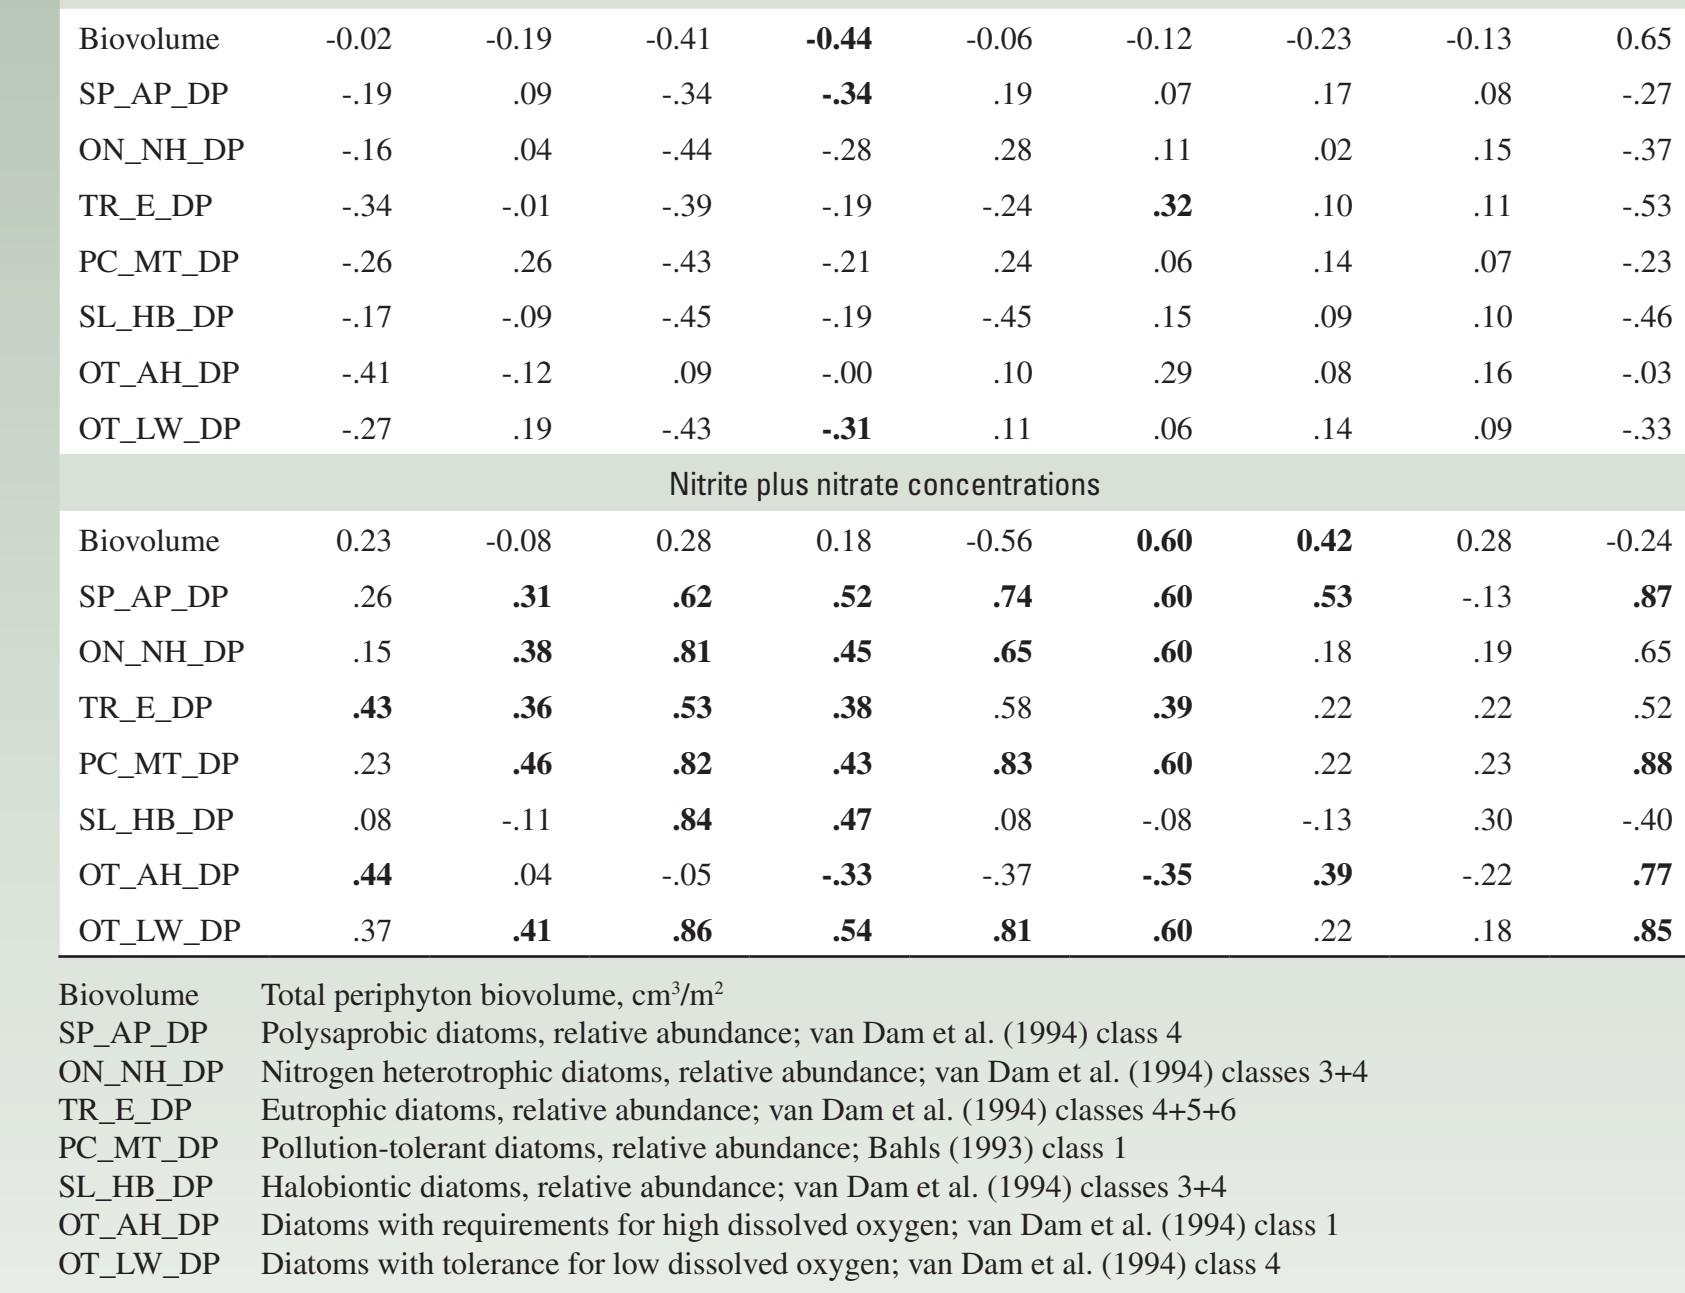 Biovolume -0.02 -0.19 -0.41 -0.44 -0.06 -0.12 -0.23 -0.13 0.65
SP_AP_DP -.19 .09 -.34 -.34 .19 .07 .17 .08 -.27
ON_NH_DP -.16 .04 -.44 -.28 .28 .11 .02 .15 -.37
TR_E_DP -.34 -.01 -.39 -.19 -.24 .32 .10 .11 -.53
PC_MT_DP -.26 .26 -.43 -.21 .24 .06 .14 .07 -.23
SL_HB_DP -.17 -.09 -.45 -.19 -.45 .15 .09 .10 -.46
OT_AH_DP -.41 -.12 .09 -.00 .10 .29 .08 .16 -.03
OT_LW_DP -.27 .19 -.43 -.31 .11 .06 .14 .09 -.33
Nitrite plus nitrate concentrations
Biovolume 0.23 -0.08 0.28 0.18 -0.56 0.60 0.42 0.28 -0.24
SP_AP_DP .26 .31 .62 .52 .74 .60 .53 -.13 .87
ON_NH_DP .15 .38 .81 .45 .65 .60 .18 .19 .65
TR_E_DP .43 .36 .53 .38 .58 .39 .22 .22 .52
PC_MT_DP .23 .46 .82 .43 .83 .60 .22 .23 .88
SL_HB_DP .08 -.11 .84 .47 .08 -.08 -.13 .30 -.40
OT_AH_DP .44 .04 -.05 -.33 -.37 -.35 .39 -.22 .77
OT_LW_DP .37 .41 .86 .54 .81 .60 .22 .18 .85
Biovolume Total periphyton biovolume, cm³/m²
SP_AP_DP Polysaprobic diatoms, relative abundance; van Dam et al. (1994) class 4
ON_NH_DP Nitrogen heterotrophic diatoms, relative abundance; van Dam et al. (1994) classes 3+4
TR_E_DP Eutrophic diatoms, relative abundance; van Dam et al. (1994) classes 4+5+6
PC_MT_DP Pollution-tolerant diatoms, relative abundance; Bahls (1993) class 1
SL_HB_DP Halobiontic diatoms, relative abundance; van Dam et al. (1994) classes 3+4
OT_AH_DP Diatoms with requirements for high dissolved oxygen; van Dam et al. (1994) class 1
OT_LW_DP Diatoms with tolerance for low dissolved oxygen; van Dam et al. (1994) class 4